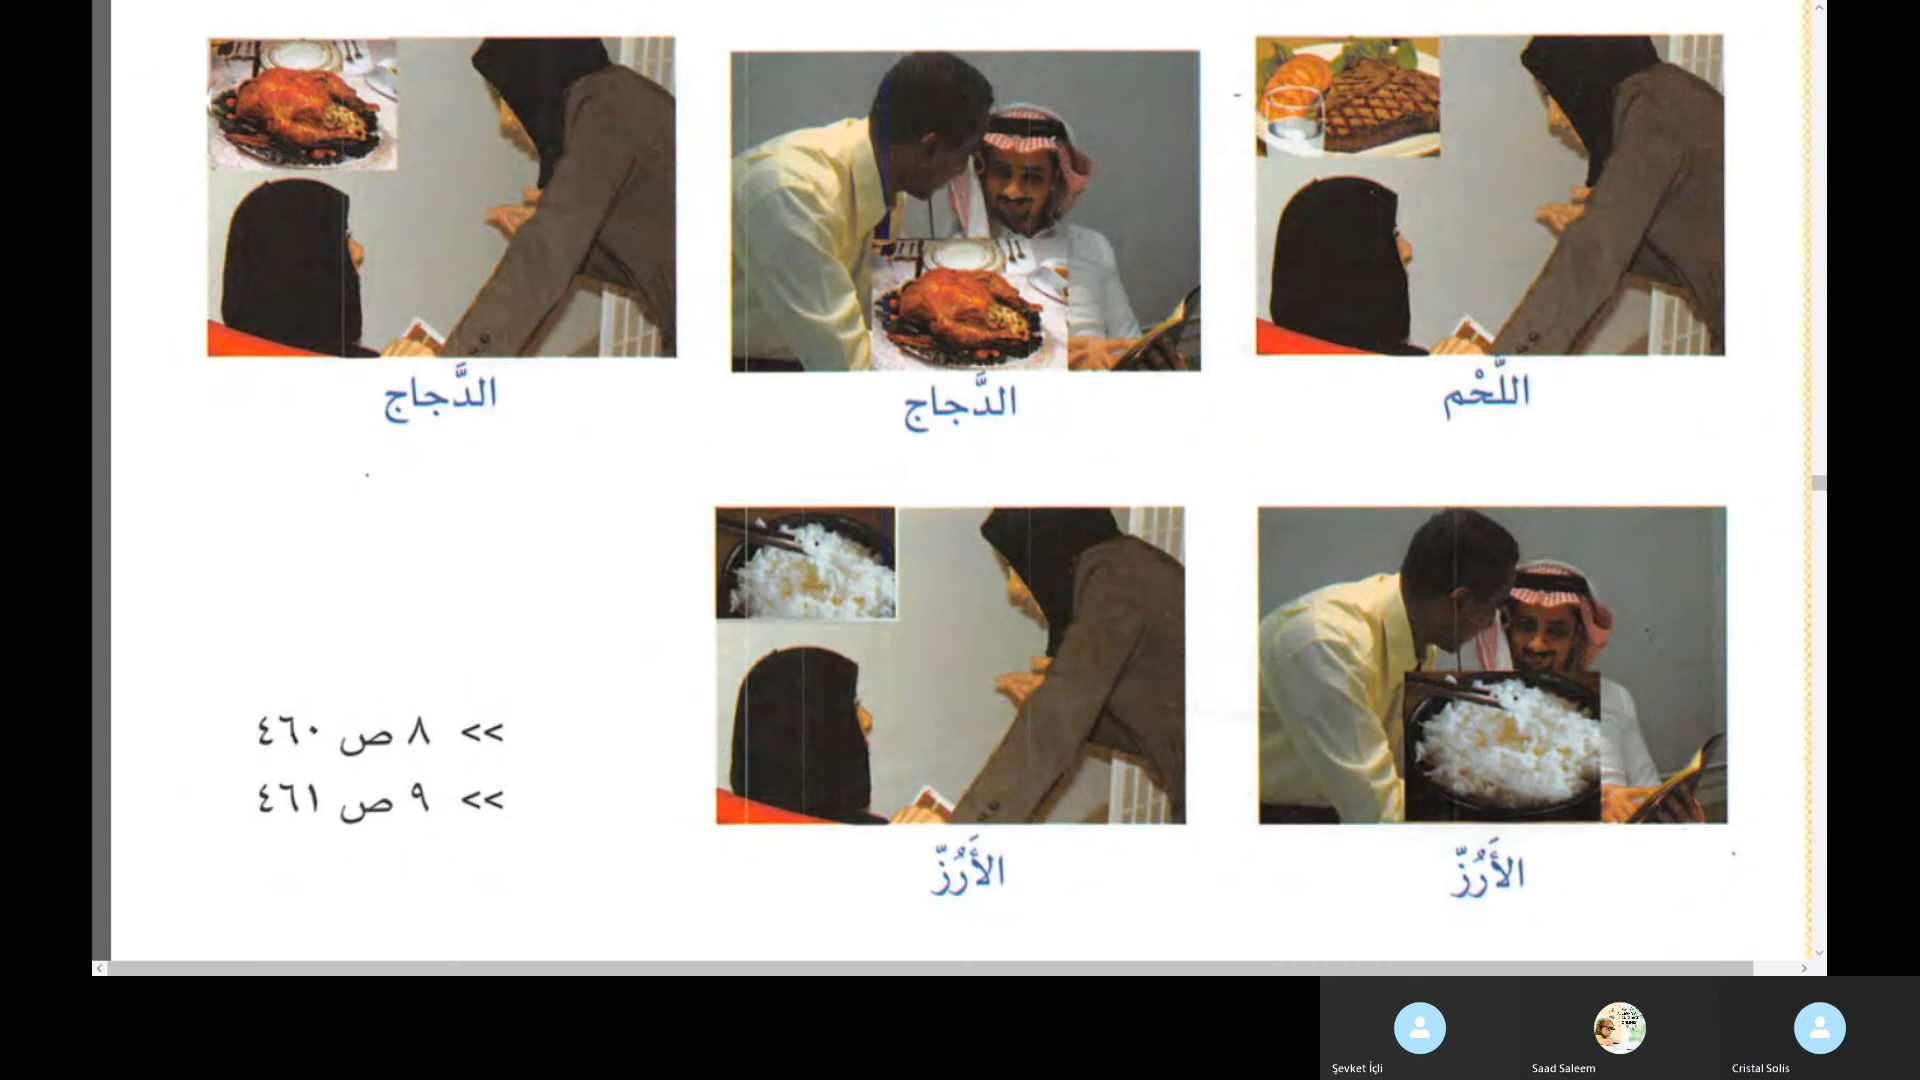 اللَّحْم
الدَّجاج
الدَّجاج
الأَرُزّ
الأَرُزّ
>> ٨ ص ٤٦٠
>> ٩ ص ٤٦١
Şevket İçli
Saad Saleem
Cristal Solis